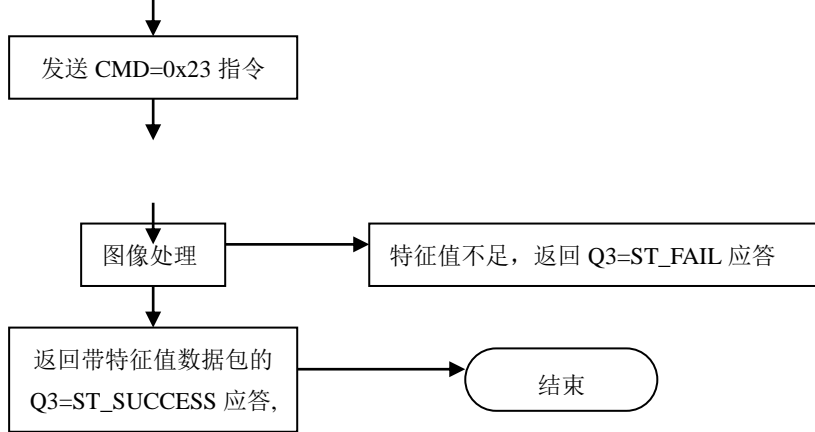 发送 CMD=0x23 指令
图像处理
特征值不足，返回 Q3=ST_FAIL 应答
返回带特征值数据包的
Q3=ST_SUCCESS 应答,
结束